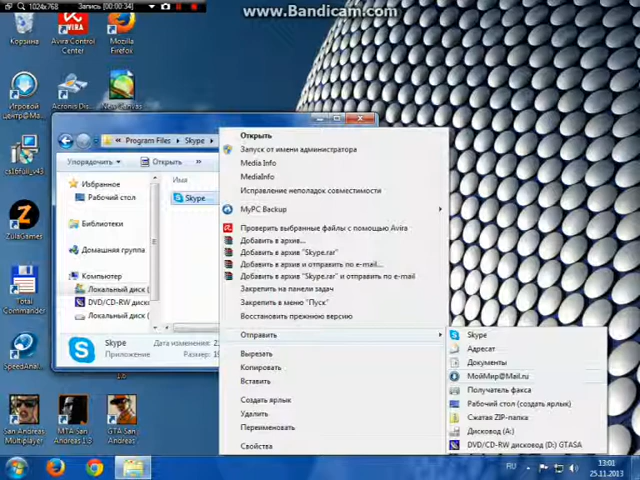 1024x768
Запись [00:00:34]
www.Bandicam.com
Корзина
Avira Control
Center
Mozilla
Firefox
Игровой
центр@Ma...
Acronis Dis...
cs16full_v43
ZulaGames
Total
Commander
SpeedAnal...
1.6
San Andreas
Multiplayer
MTA San
Andreas 1.3
GTA San
Andreas
Program Files
Skype
Упорядочить
Открыть
»
Имя
Избранное
Рабочий стол
Библиотеки
Домашняя группа
Компьютер
Локальный диск (
DVD/CD-RW диск
Локальный диск (
Skype
Skype
Дата изменения: 2
Приложение
Открыть
Запуск от имени администратора
Media Info
MediaInfo
Исправление неполадок совместимости
MyPC Backup
Проверить выбранные файлы с помощью Avira
Добавить в архив...
Добавить в архив "Skype.rar"
Добавить в архив и отправить по e-mail...
Добавить в архив "Skype.rar" и отправить по e-mail
Закрепить на панели задач
Закрепить в меню "Пуск"
Восстановить прежнюю версию
Отправить
Вырезать
Копировать
Вставить
Создать ярлык
Удалить
Переименовать
Свойства
Skype
Адресат
Документы
МойМир@Mail.ru
Получатель факса
Рабочий стол (создать ярлык)
Сжатая ZIP-папка
Дисковод (A:)
DVD/CD-RW дисковод (D:) GTASA
RU
13:01
25.11.2013